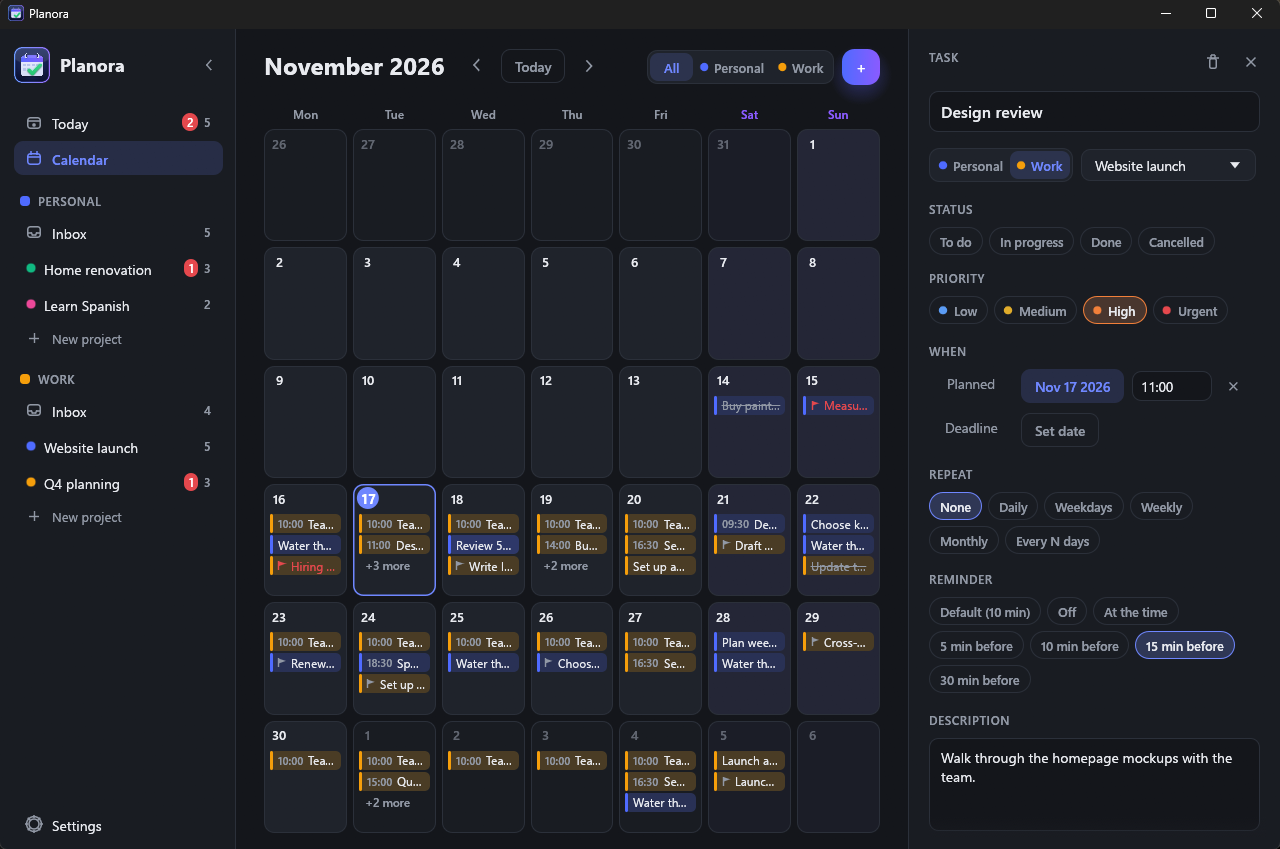 Planora
Planora
Today 2 5
Calendar
PERSONAL
Inbox 5
Home renovation 1 3
Learn Spanish 2
New project
WORK
Inbox 4
Website launch 5
Q4 planning 1 3
New project
Settings
November 2026
Today
All Personal Work +
Mon Tue Wed Thu Fri Sat Sun
26 27 28 29 30 31 1
2 3 4 5 6 7 8
9 10 11 12 13 14 15
Buy paint... Measu...
16 17 18 19 20 21 22
10:00 Tea... 10:00 Tea... 10:00 Tea... 10:00 Tea... 10:00 Tea... 09:30 De... Choose k...
Water th... 11:00 Des... Review 5... 14:00 Bu... 16:30 Se... Draft ... Water th...
Hiring ... +3 more Write l... +2 more Set up a... Update t...
23 24 25 26 27 28 29
10:00 Tea... 10:00 Tea... 10:00 Tea... 10:00 Tea... 10:00 Tea... Plan wee... Cross-...
Renew... 18:30 Sp... Water th... Choos... 16:30 Se... Water th...
Set up ...
30 1 2 3 4 5 6
10:00 Tea... 10:00 Tea... 10:00 Tea... 10:00 Tea... 10:00 Tea... Launch a...
15:00 Qu... 16:30 Se... Launc...
+2 more Water th...
TASK
Design review
Personal Work Website launch
STATUS
To do In progress Done Cancelled
PRIORITY
Low Medium High Urgent
WHEN
Planned Nov 17 2026 11:00
Deadline Set date
REPEAT
None Daily Weekdays Weekly
Monthly Every N days
REMINDER
Default (10 min) Off At the time
5 min before 10 min before 15 min before
30 min before
DESCRIPTION
Walk through the homepage mockups with the
team.